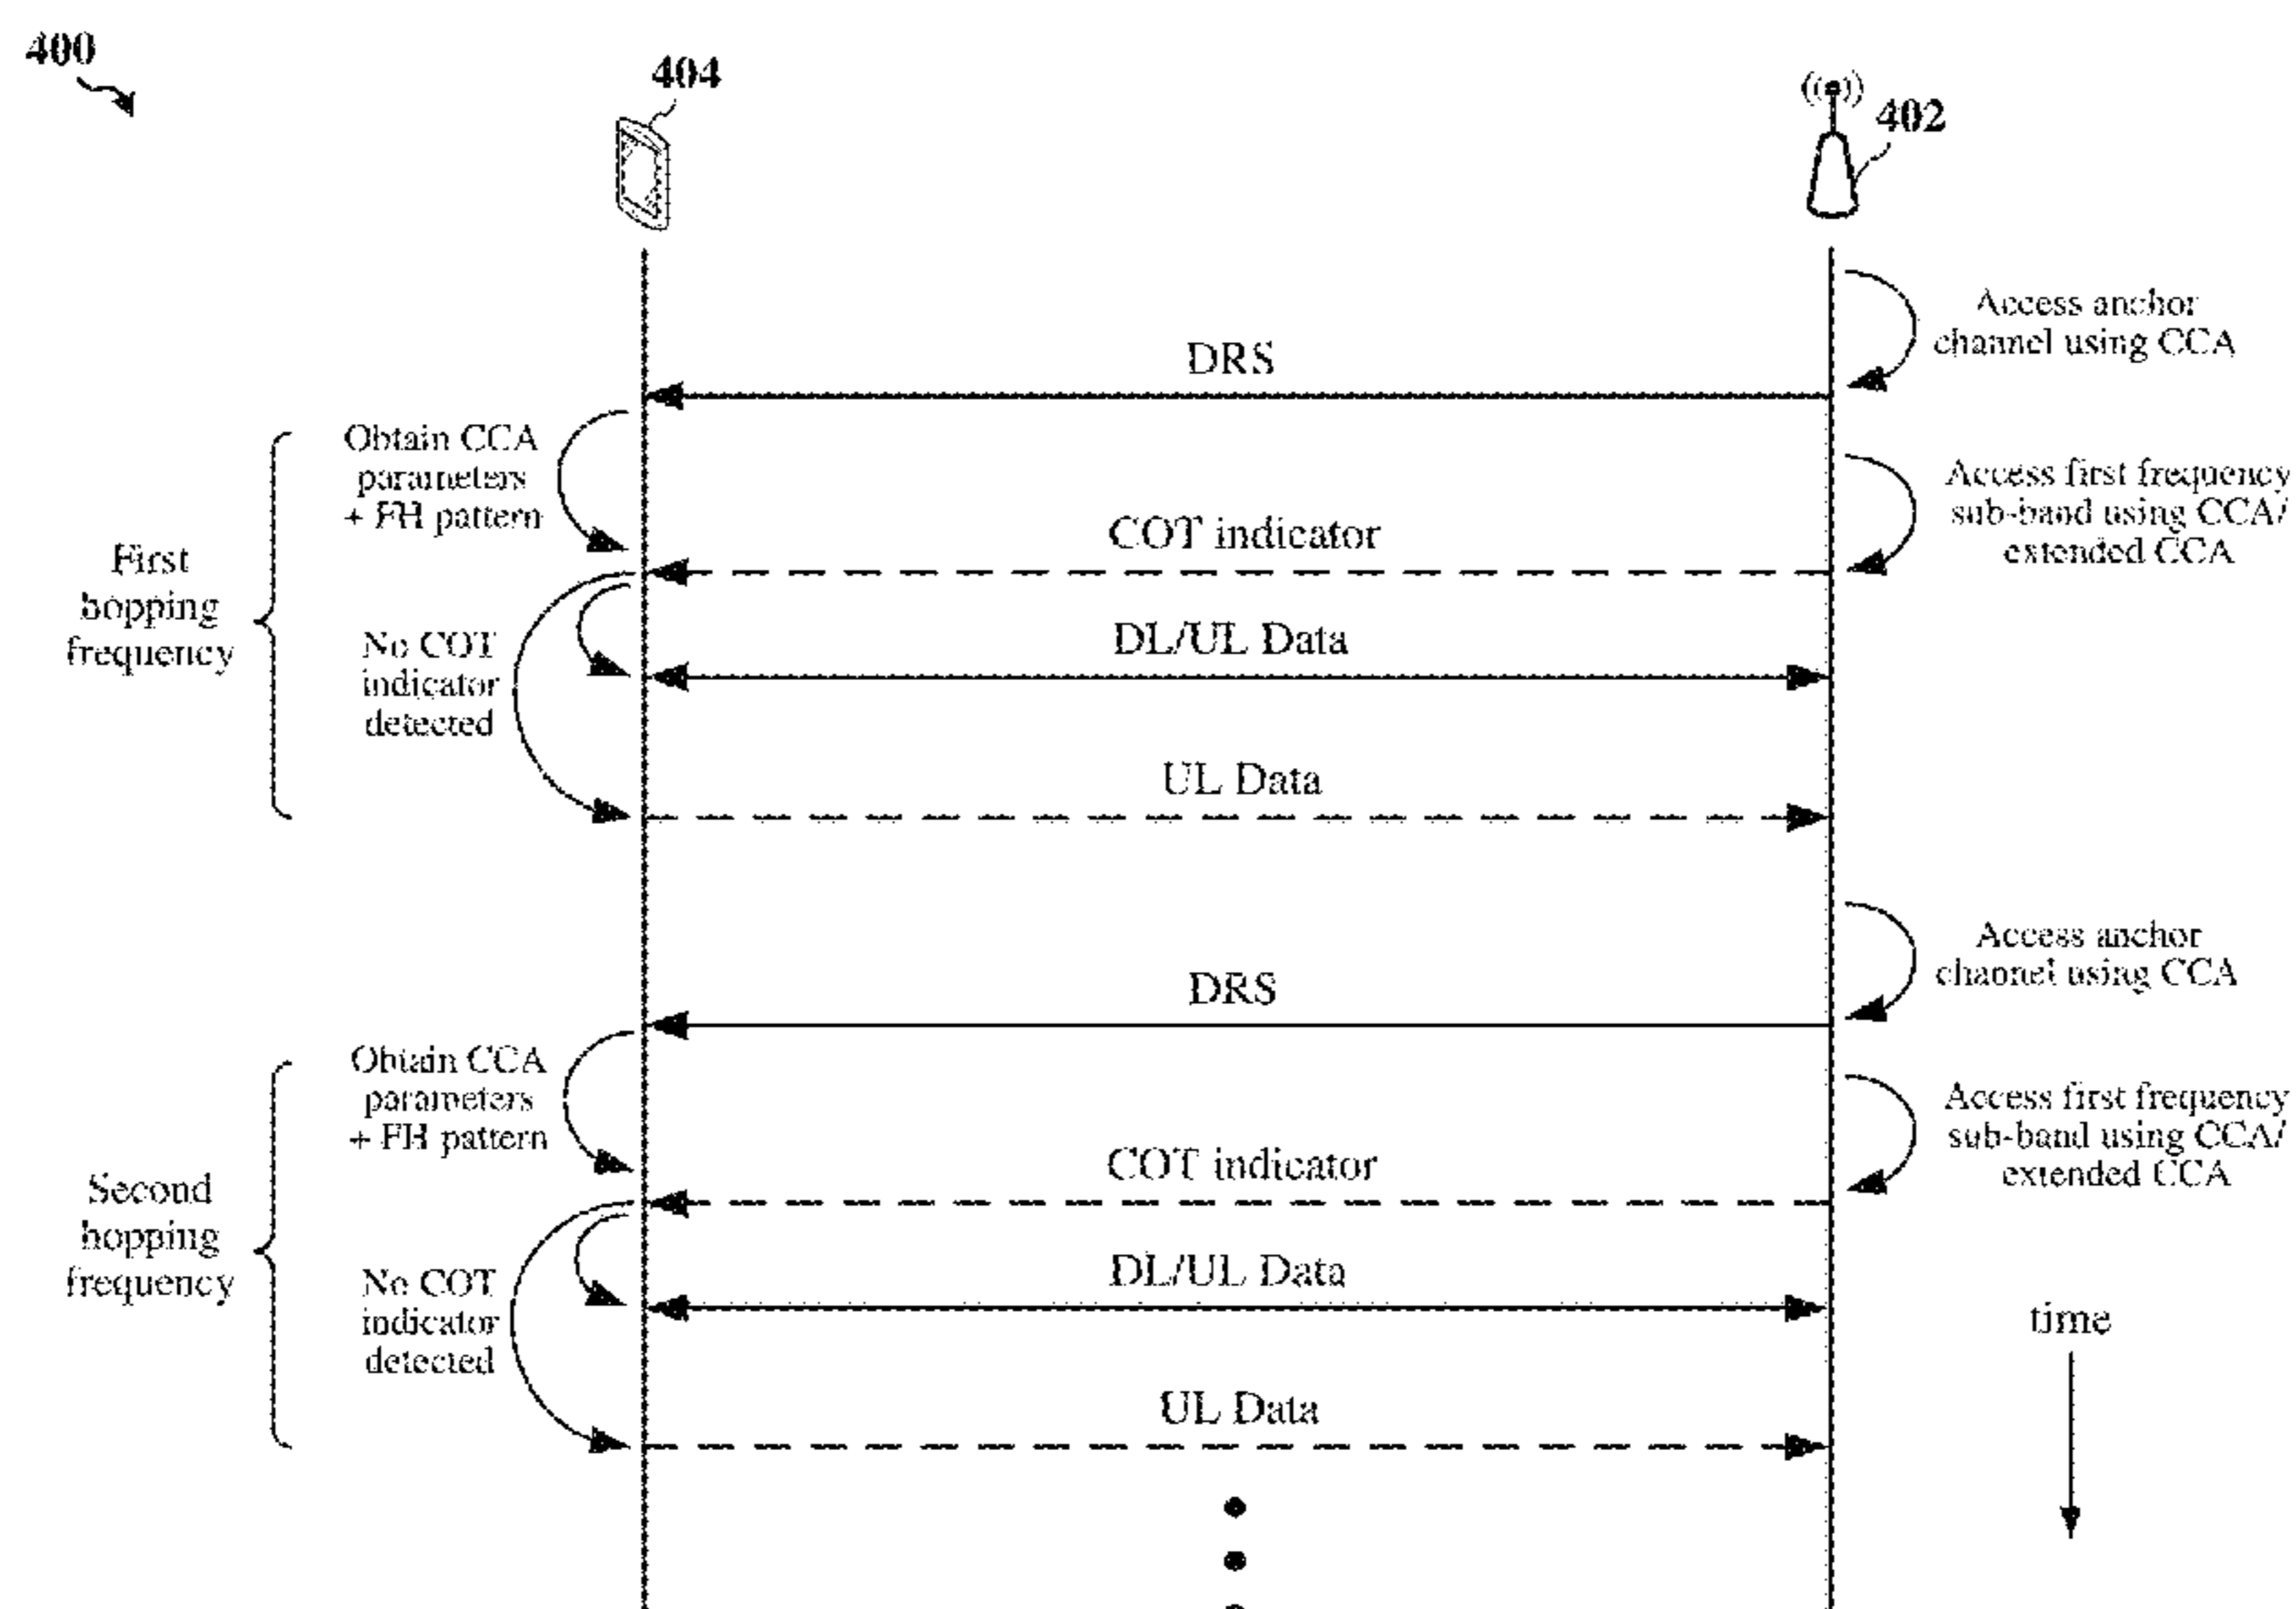 400
404
402
Access anchor
channel using CCA
DRS
Obtain CCA
parameters
+ FH pattern
Access first frequency
sub-band using CCA/
extended CCA
COT indicator
First
hopping
frequency
No COT
indicator
detected
DL/UL Data
UL Data
Access anchor
channel using CCA
DRS
Obtain CCA
parameters
+ FH pattern
Access first frequency
sub-band using CCA/
extended CCA
COT indicator
Second
hopping
frequency
No COT
indicator
detected
DL/UL Data
time
UL Data